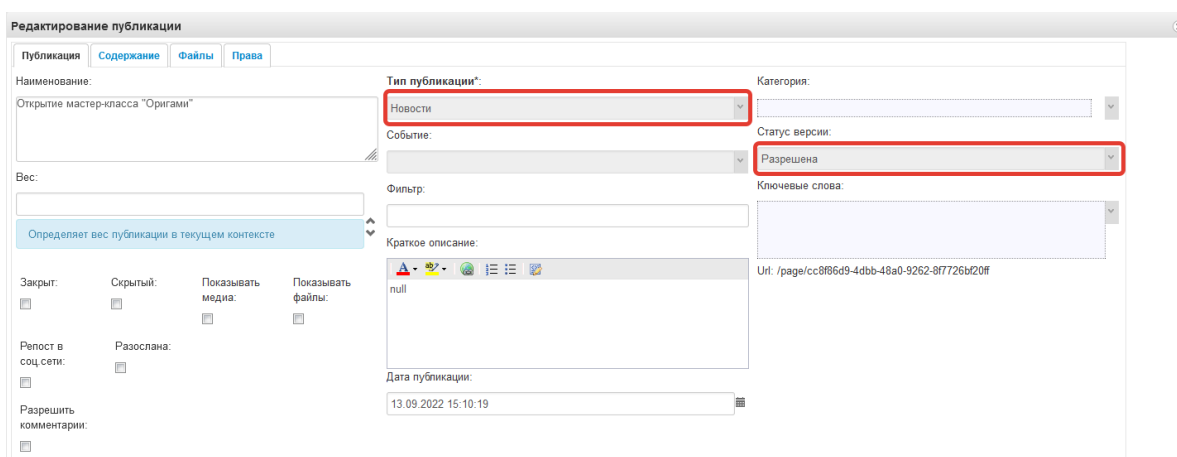 Редактирование публикации
Публикация Содержание Файлы Права
Наименование:
Открытие мастер-класса "Оригами"
Вес:
Определяет вес публикации в текущем контексте
Закрыт: Скрытый: Показывать медиа: Показывать файлы:
Репост в соц.сети: Разослана:
Разрешить комментарии:
Тип публикации*:
Новости
Событие:
Фильтр:
Краткое описание:
null
Дата публикации:
13.09.2022 15:10:19
Категория:
Статус версии:
Разрешена
Ключевые слова:
Url: /page/cc8f86d9-4dbb-48a0-9262-8f7726bf20ff